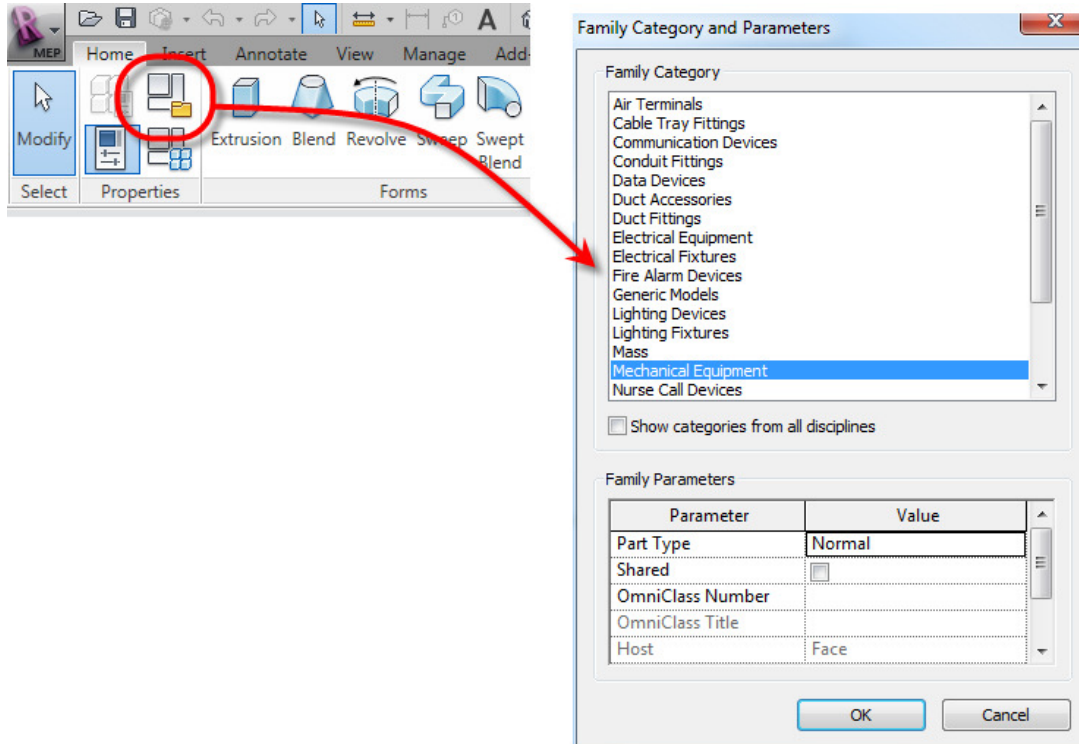 MEP Home Insert Annotate View Manage Add-
Modify
Extrusion Blend Revolve Sweep Swept
Blend
Select Properties Forms
Family Category and Parameters
Family Category
Air Terminals
Cable Tray Fittings
Communication Devices
Conduit Fittings
Data Devices
Duct Accessories
Duct Fittings
Electrical Equipment
Electrical Fixtures
Fire Alarm Devices
Generic Models
Lighting Devices
Lighting Fixtures
Mass
Mechanical Equipment
Nurse Call Devices
Show categories from all disciplines
Family Parameters
Parameter Value
Part Type Normal
Shared
OmniClass Number
OmniClass Title
Host Face
OK Cancel